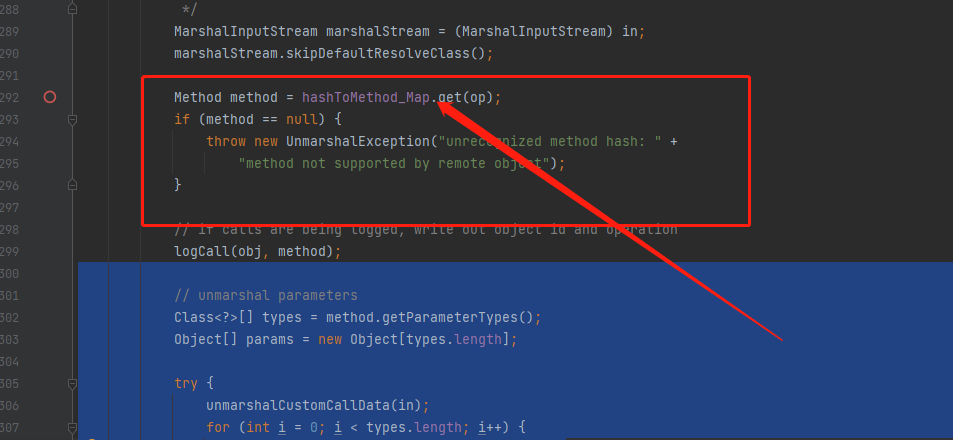 288 */
289 MarshalInputStream marshalStream = (MarshalInputStream) in;
290 marshalStream.skipDefaultResolveClass();
291
292 Method method = hashToMethod_Map.get(op);
293 if (method == null) {
294 throw new UnmarshalException("unrecognized method hash: " +
295 "method not supported by remote object");
296 }
297
298 // if calls are being logged, write out object id and operation
299 logCall(obj, method);
300
301 // unmarshal parameters
302 Class<?>[] types = method.getParameterTypes();
303 Object[] params = new Object[types.length];
304
305 try {
306 unmarshalCustomCallData(in);
307 for (int i = 0; i < types.length; i++) {